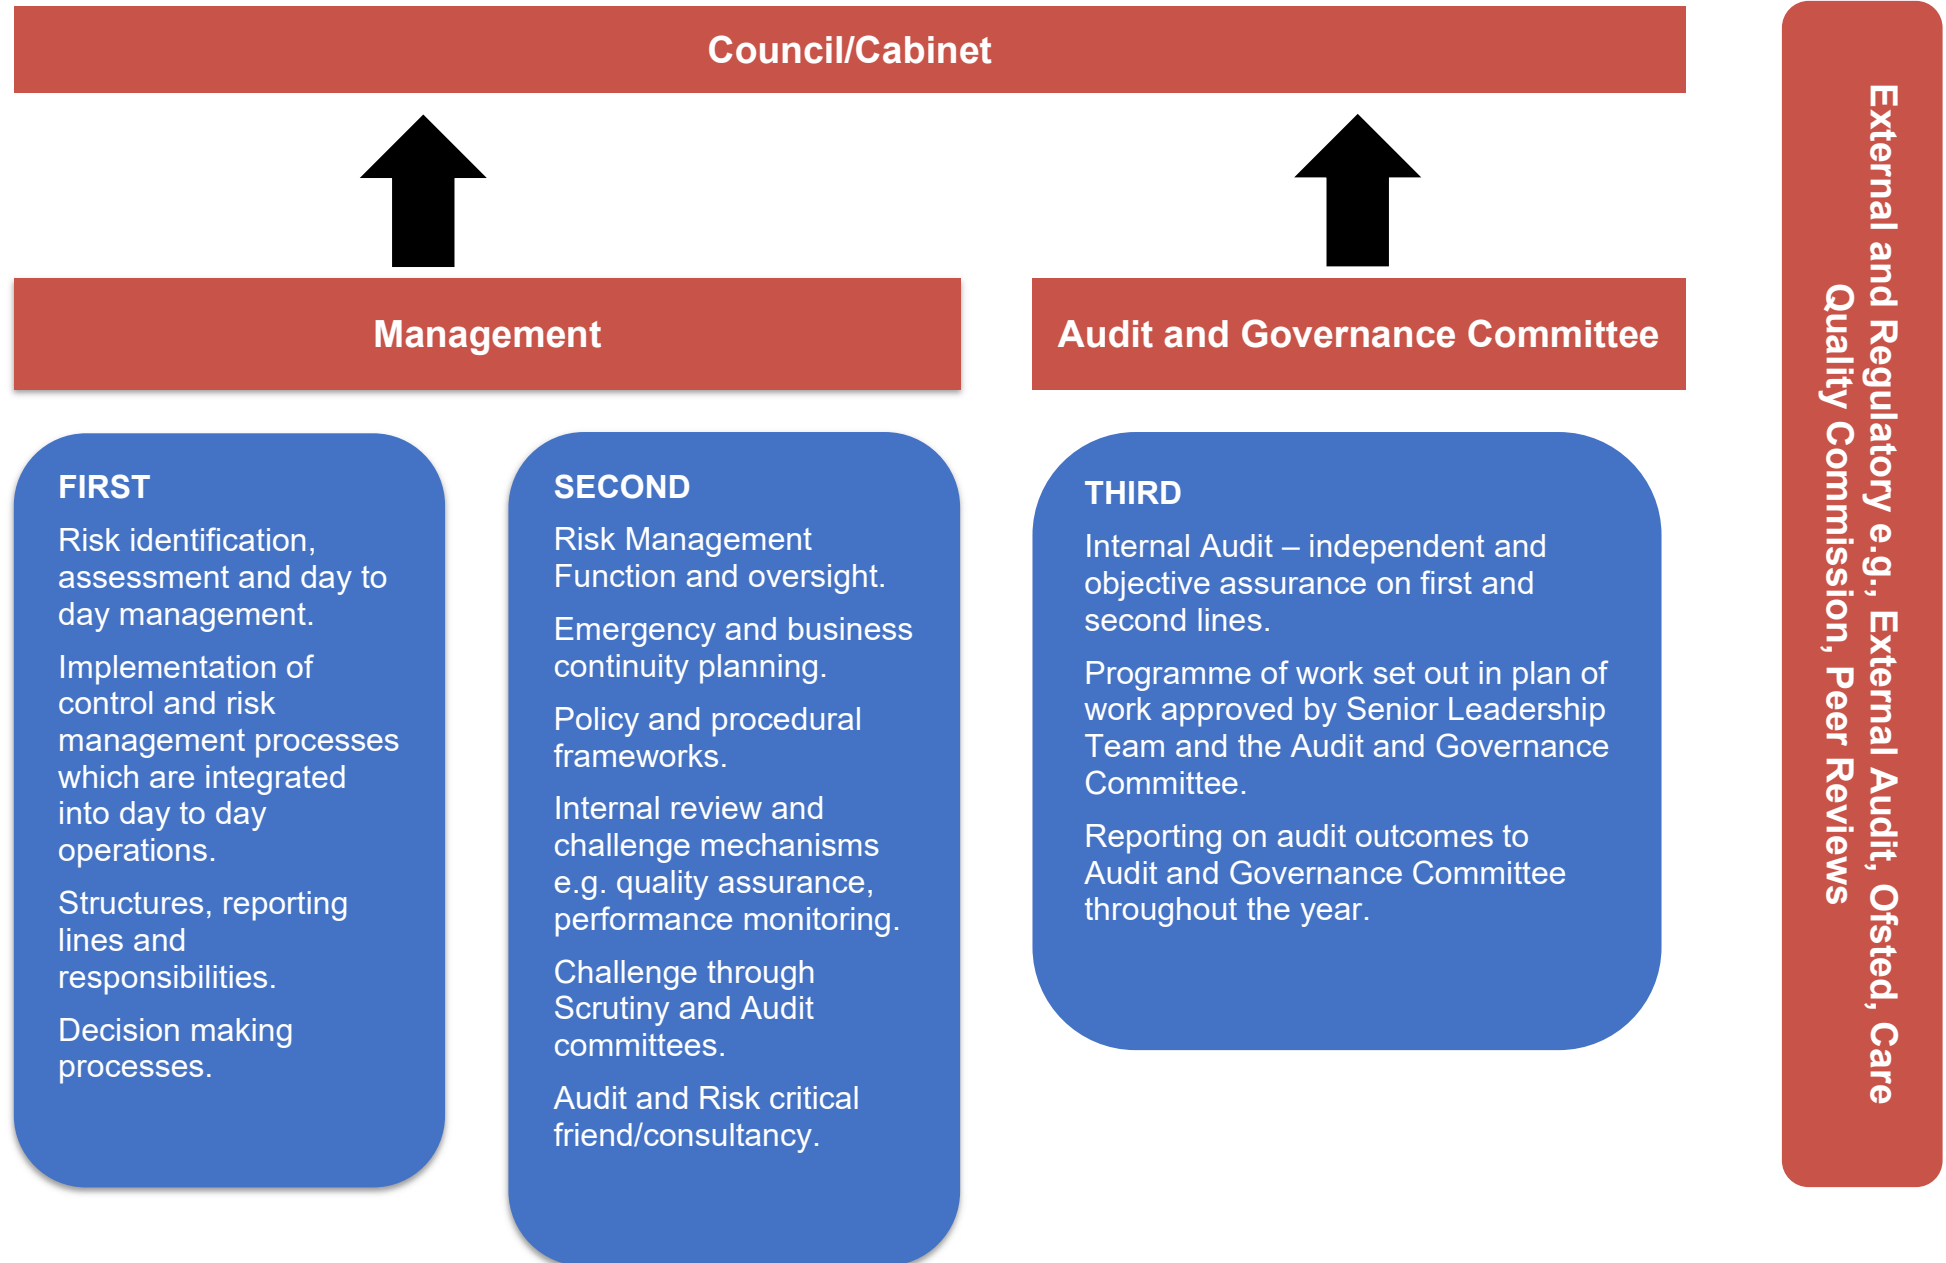 Council/Cabinet
Management
Audit and Governance Committee
FIRST
Risk identification,
assessment and day to
day management.
Implementation of
control and risk
management processes
which are integrated
into day to day
operations.
Structures, reporting
lines and
responsibilities.
Decision making
processes.
SECOND
Risk Management
Function and oversight.
Emergency and business
continuity planning.
Policy and procedural
frameworks.
Internal review and
challenge mechanisms
e.g. quality assurance,
performance monitoring.
Challenge through
Scrutiny and Audit
committees.
Audit and Risk critical
friend/consultancy.
THIRD
Internal Audit – independent and
objective assurance on first and
second lines.
Programme of work set out in plan of
work approved by Senior Leadership
Team and the Audit and Governance
Committee.
Reporting on audit outcomes to
Audit and Governance Committee
throughout the year.
External and Regulatory e.g., External Audit, Ofsted, Care
Quality Commission, Peer Reviews